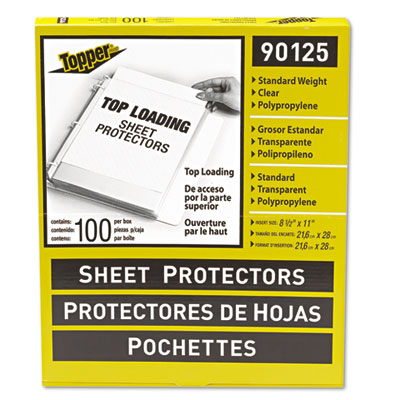 Topper
90125
Standard Weight
Clear
Polypropylene
Grosor Estandar
Transparente
Polipropileno
Standard
Transparent
Polypropylene
TOP LOADING
SHEET
PROTECTORS
Top Loading
De acceso
por la parte
superior
Ouverture
par le haut
contains: 100 per box
contenido: piezas p/caja
contenu: par boîte
INSERT SIZE: 8 1/2" x 11"
TAMAÑO DEL ENCARTE: 21,6 cm x 28 cm
FORMAT D'INSERTION: 21,6 cm x 28 cm
SHEET PROTECTORS
PROTECTORES DE HOJAS
POCHETTES